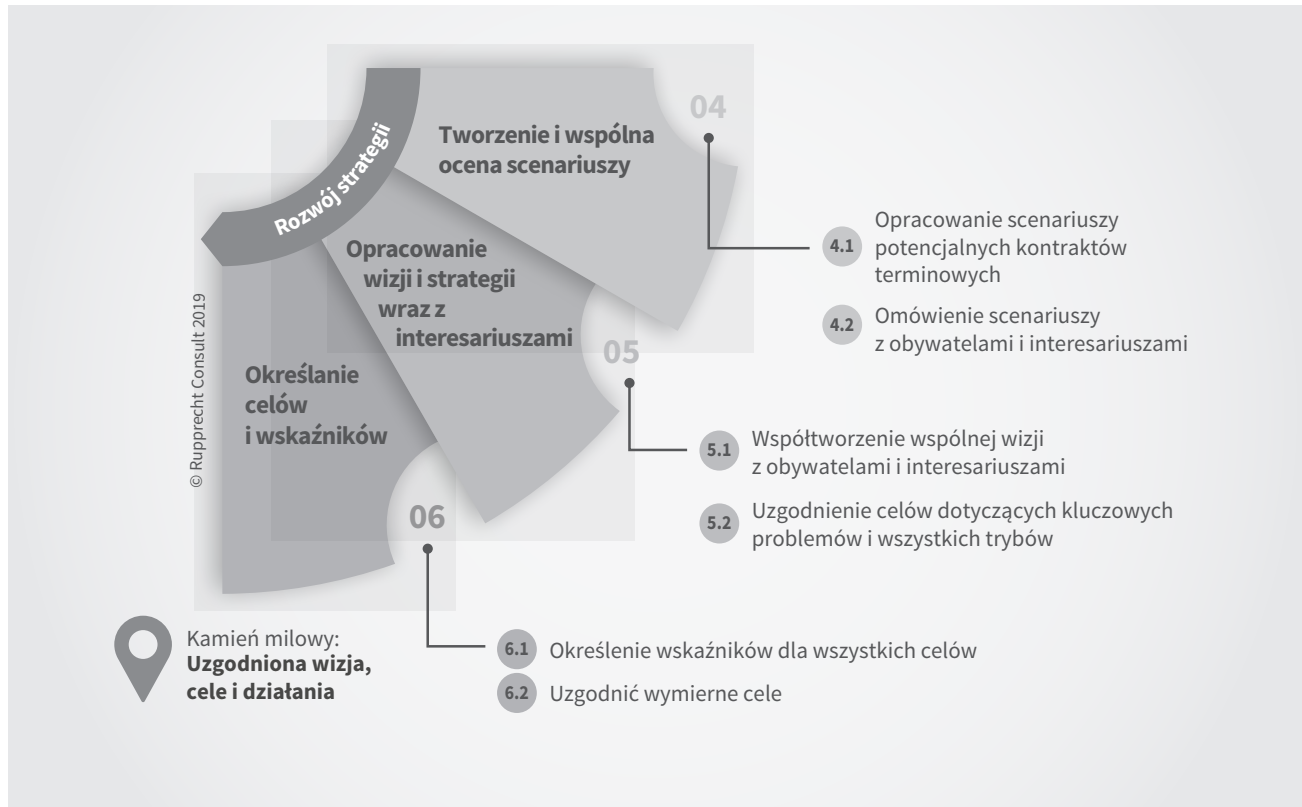 Rozwój strategii
04
Tworzenie i wspólna
ocena scenariuszy
4.1
Opracowanie scenariuszy
potencjalnych kontraktów
terminowych
4.2
Omówienie scenariuszy
z obywatelami i interesariuszami
05
Opracowanie
wizji i strategii
wraz z
interesariuszami
5.1
Współtworzenie wspólnej wizji
z obywatelami i interesariuszami
5.2
Uzgodnienie celów dotyczących kluczowych
problemów i wszystkich trybów
06
Określanie
celów
i wskaźników
6.1
Określenie wskaźników dla wszystkich celów
6.2
Uzgodnić wymierne cele
Kamień milowy:
Uzgodniona wizja,
cele i działania
© Rupprecht Consult 2019